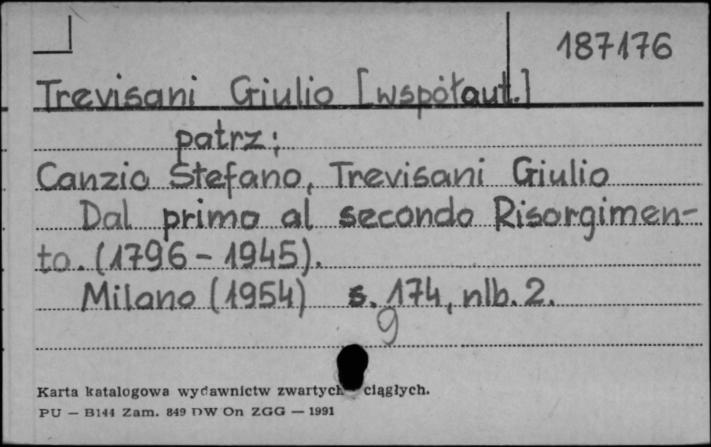 187176
Trevisani Giulio [współaut.]
patrz:
Canzio Stefano, Trevisani Giulio
Dal primo al secondo Risorgimen-
to. (1796 - 1945).
Milano (1954) s. 174, nlb. 2.
9
Karta katalogowa wydawnictw zwartych ciągłych.
PU — B144 Zam. 849 DW On ZGG — 1991